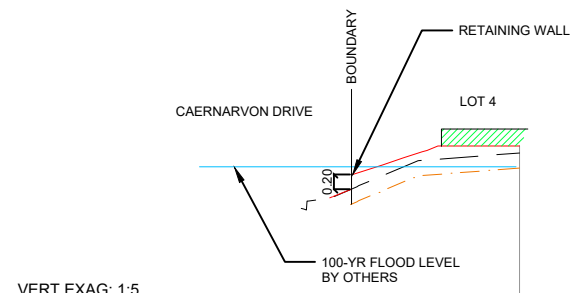 BOUNDARY
RETAINING WALL
LOT 4
CAERNARVON DRIVE
0.20
100-YR FLOOD LEVEL
BY OTHERS
VERT EXAG: 1:5